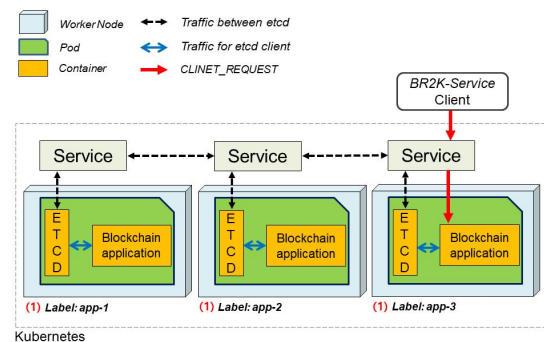 WorkerNode
Traffic between etcd
Pod
Traffic for etcd client
Container
CLINET_REQUEST
BR2K-Service
Client
Service
Service
Service
E
T
C
D
Blockchain
application
E
T
C
D
Blockchain
application
E
T
C
D
Blockchain
application
(1) Label: app-1
(1) Label: app-2
(1) Label: app-3
Kubernetes